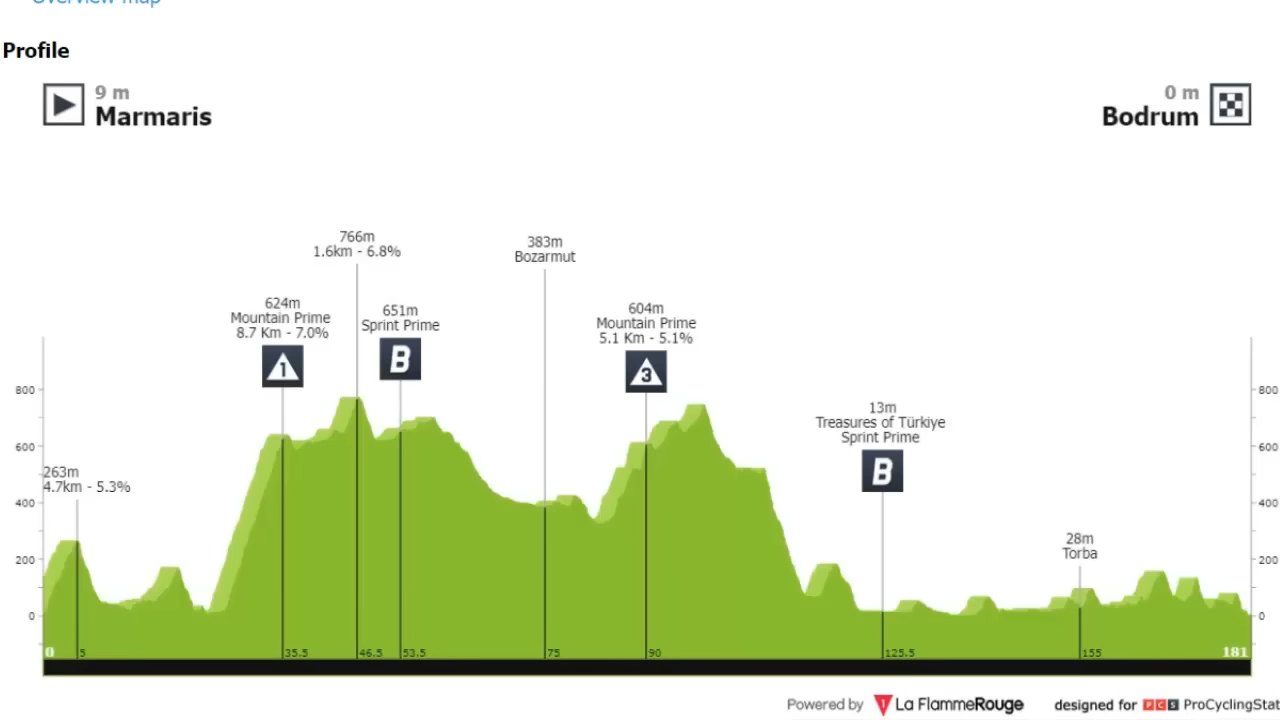 Overview map
Profile
9 m
Marmaris
0 m
Bodrum
766m
1.6km - 6.8%
383m
Bozarmut
624m
Mountain Prime
8.7 Km - 7.0%
1
651m
Sprint Prime
B
604m
Mountain Prime
5.1 Km - 5.1%
3
13m
Treasures of Türkiye
Sprint Prime
B
263m
4.7km - 5.3%
28m
Torba
800
600
400
200
0
800
600
400
200
0
0 5 35.5 46.5 53.5 75 90 125.5 155 181
Powered by La FlammeRouge designed for PCS ProCyclingStat